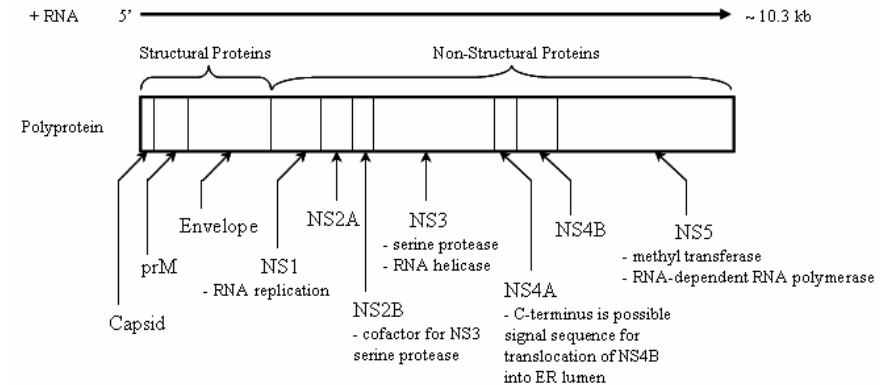 + RNA 5' ~ 10.3 kb
Structural Proteins
Non-Structural Proteins
Polyprotein
Capsid
prM
Envelope
NS1
- RNA replication
NS2A
NS2B
- cofactor for NS3
serine protease
NS3
- serine protease
- RNA helicase
NS4A
- C-terminus is possible
signal sequence for
translocation of NS4B
into ER lumen
NS4B
NS5
- methyl transferase
- RNA-dependent RNA polymerase